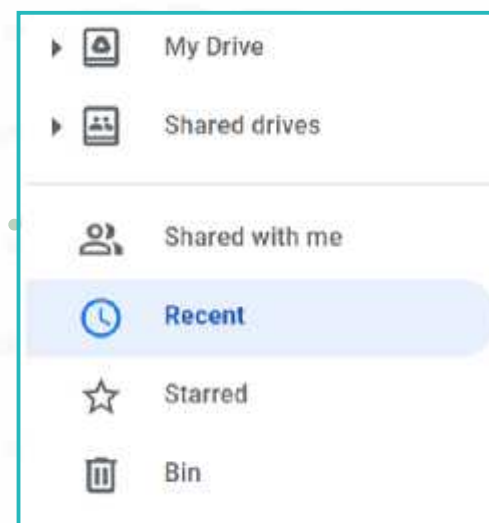 My Drive
Shared drives
Shared with me
Recent
Starred
Bin